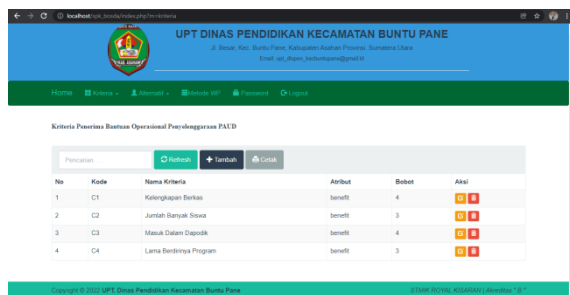 localhost/spk_bosda/index.php?m=kriteria
UPT DINAS PENDIDIKAN KECAMATAN BUNTU PANE
Jl. Besar, Kec. Buntu Pane, Kabupaten Asahan Provinsi. Sumatera Utara
Email: upt_dispen_kecbuntupane@gmail.id
Home Kriteria Alternatif Metode WP Password Logout
Kriteria Penerima Bantuan Operasional Penyelenggaraan PAUD
Pencarian. . . Refresh Tambah Cetak
No Kode Nama Kriteria Atribut Bobot Aksi
1 C1 Kelengkapan Berkas benefit 4
2 C2 Jumlah Banyak Siswa benefit 3
3 C3 Masuk Dalam Dapodik benefit 4
4 C4 Lama Berdirinya Program benefit 3
Copyright © 2022 UPT. Dinas Pendidikan Kecamatan Buntu Pane STMIK ROYAL KISARAN | Akreditas " B "